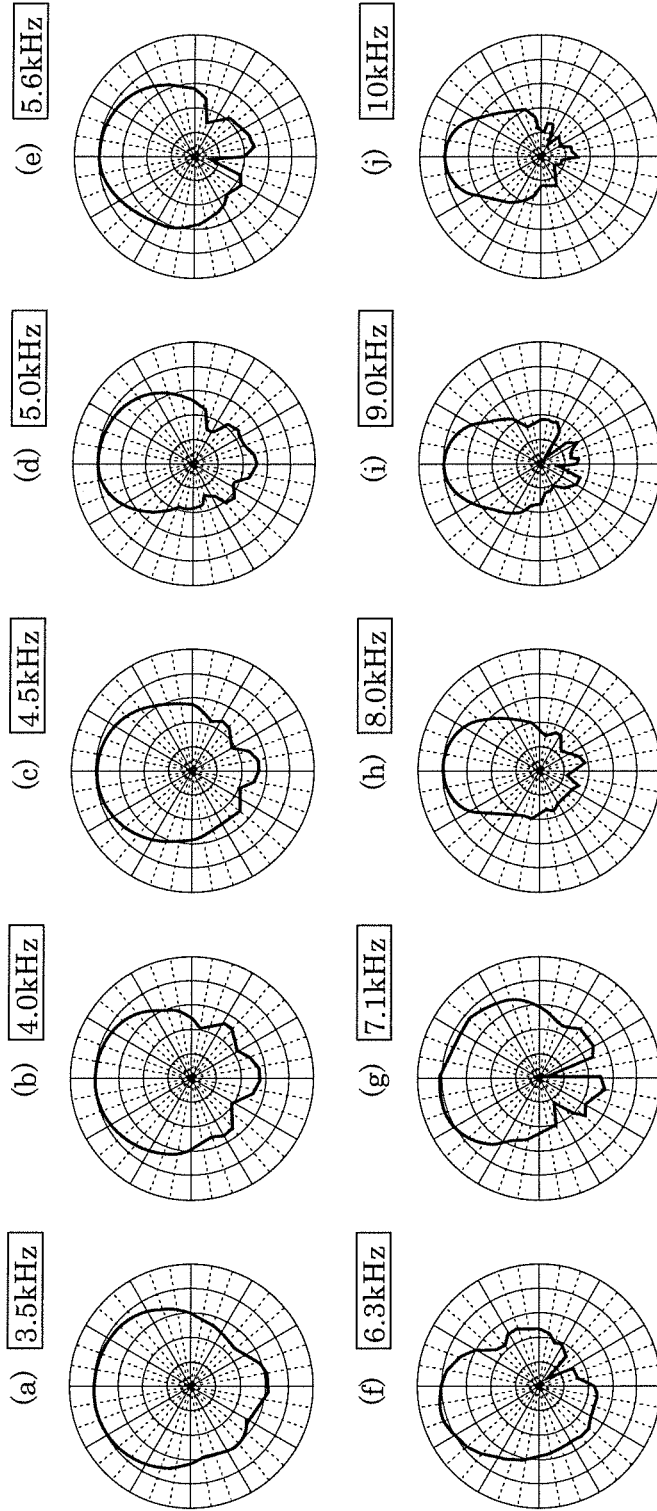 (a) 3.5kHz
(b) 4.0kHz
(c) 4.5kHz
(d) 5.0kHz
(e) 5.6kHz
(f) 6.3kHz
(g) 7.1kHz
(h) 8.0kHz
(i) 9.0kHz
(j) 10kHz